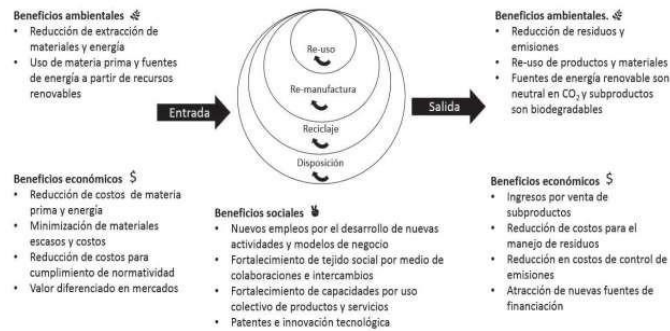 Beneficios ambientales
• Reducción de extracción de
materiales y energía
• Uso de materia prima y fuentes
de energía a partir de recursos
renovables
Entrada
Beneficios económicos $
• Reducción de costos de materia
prima y energía
• Minimización de materiales
escasos y costos
• Reducción de costos para
cumplimiento de normatividad
• Valor diferenciado en mercados
Re-uso
Re-manufactura
Reciclaje
Disposición
Beneficios sociales
• Nuevos empleos por el desarrollo de nuevas
actividades y modelos de negocio
• Fortalecimiento de tejido social por medio de
colaboraciones e intercambios
• Fortalecimiento de capacidades por uso
colectivo de productos y servicios
• Patentes e innovación tecnológica
Salida
Beneficios ambientales.
• Reducción de residuos y
emisiones
• Re-uso de productos y materiales
• Fuentes de energía renovable son
neutral en CO₂ y subproductos
son biodegradables
Beneficios económicos $
• Ingresos por venta de
subproductos
• Reducción de costos para el
manejo de residuos
• Reducción en costos de control de
emisiones
• Atracción de nuevas fuentes de
financiación